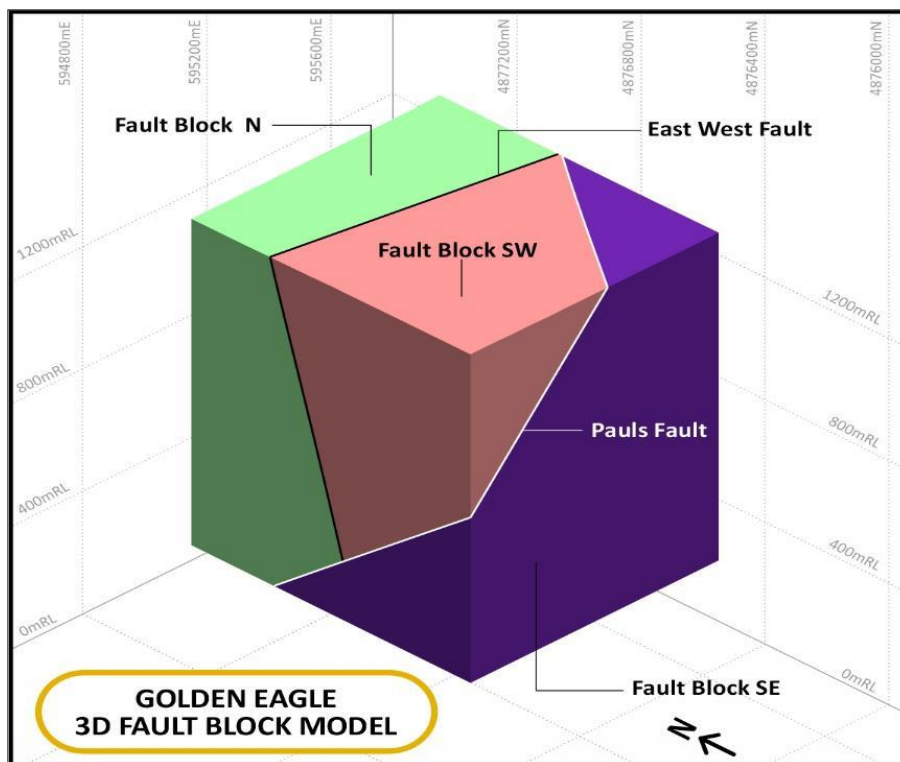 594800mE
595200mE
595600mE
4877200mN
4876800mN
4876400mN
4876000mN
Fault Block N
East West Fault
1200mRL
Fault Block SW
1200mRL
800mRL
Pauls Fault
800mRL
400mRL
400mRL
0mRL
0mRL
Fault Block SE
GOLDEN EAGLE
3D FAULT BLOCK MODEL
N